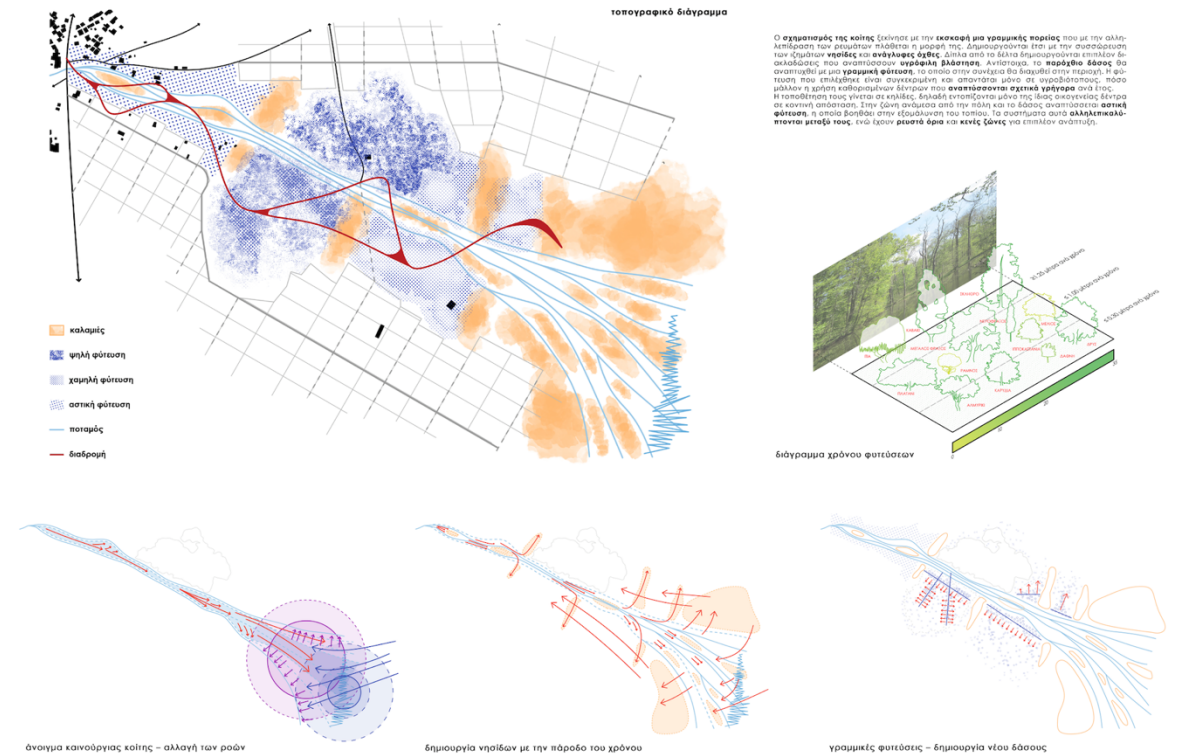 τοπογραφικό διάγραμμα
Ο σχηματισμός της κοίτης ξεκίνησε με την εκσκαφή μια γραμμικής πορείας που με την αλλη-
λεπίδραση των ρευμάτων πλάθεται η μορφή της. Δημιουργούνται έτσι με την συσσώρευση
των ιζημάτων νησίδες και ανάγλυφες όχθες. Δίπλα από το δέλτα δημιουργούνται επιπλέον δι-
ακλαδώσεις που αναπτύσσουν υγρόφιλη βλάστηση. Αντίστοιχα, το παρόχθιο δάσος θα
αναπτυχθεί με μια γραμμική φύτευση, το οποίο στην συνέχεια θα διαχυθεί στην περιοχή. Η φύ-
τευση που επιλέχθηκε είναι συγκεριμένη και απαντάται μόνο σε υγροβιότοπους, πόσο
μάλλον η χρήση καθορισμένων δέντρων που αναπτύσσονται σχετικά γρήγορα ανά έτος.
Η τοποθέτηση τους γίνεται σε κηλίδες, δηλαδή εντοπίζονται μόνο της ίδιας οικογενείας δέντρα
σε κοντινή απόσταση. Στην ζώνη ανάμεσα από την πόλη και το δάσος αναπτύσσεται αστική
φύτευση, η οποία βοηθάει στην εξομάλυνση του τοπίου. Τα συστήματα αυτά αλληλεπικαλύ-
πτονται μεταξύ τους, ενώ έχουν ρευστά όρια και κενές ζώνες για επιπλέον ανάπτυξη.
καλαμιές
ψηλή φύτευση
χαμηλή φύτευση
αστική φύτευση
ποταμός
διαδρομή
διάγραμμα χρόνου φυτεύσεων
άνοιγμα καινούργιας κοίτης – αλλαγή των ροών
δημιουργία νησίδων με την πάροδο του χρόνου
γραμμικές φυτεύσεις – δημιουργία νέου δάσους